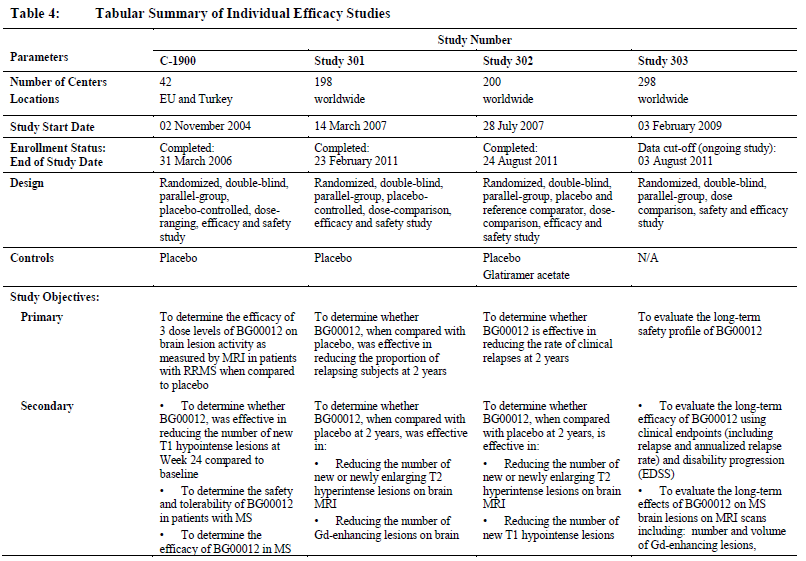 Table 4: Tabular Summary of Individual Efficacy Studies
Study Number
Parameters
C-1900 Study 301 Study 302 Study 303
Number of Centers 42 198 200 298
Locations EU and Turkey worldwide worldwide worldwide
Study Start Date 02 November 2004 14 March 2007 28 July 2007 03 February 2009
Enrollment Status: Completed: Completed: Completed: Data cut-off (ongoing study):
End of Study Date 31 March 2006 23 February 2011 24 August 2011 03 August 2011
Design
Randomized, double-blind,
parallel-group,
placebo-controlled, dose-
ranging, efficacy and safety
study
Randomized, double-blind,
parallel-group, placebo-
controlled, dose-comparison,
efficacy and safety study
Randomized, double-blind,
parallel-group, placebo and
reference comparator, dose-
comparison, efficacy and
safety study
Randomized, double-blind,
parallel-group, dose
comparison, safety and efficacy
study
Controls Placebo Placebo Placebo N/A
Glatiramer acetate
Study Objectives:
Primary
To determine the efficacy of
3 dose levels of BG00012 on
brain lesion activity as
measured by MRI in patients
with RRMS when compared
to placebo
To determine whether
BG00012, when compared with
placebo, was effective in
reducing the proportion of
relapsing subjects at 2 years
To determine whether
BG00012 is effective in
reducing the rate of clinical
relapses at 2 years
To evaluate the long-term
safety profile of BG00012
Secondary
• To determine whether
BG00012, was effective in
reducing the number of new
T1 hypointense lesions at
Week 24 compared to
baseline
• To determine the safety
and tolerability of BG00012
in patients with MS
• To determine the
efficacy of BG00012 in MS
To determine whether
BG00012, when compared with
placebo at 2 years, was effective
in:
• Reducing the number of
new or newly enlarging T2
hyperintense lesions on brain
MRI
• Reducing the number of
Gd-enhancing lesions on brain
To determine whether
BG00012, when compared
with placebo at 2 years, is
effective in:
• Reducing the number of
new or newly enlarging T2
hyperintense lesions on brain
MRI
• Reducing the number of
new T1 hypointense lesions
• To evaluate the long-term
efficacy of BG00012 using
clinical endpoints (including
relapse and annualized relapse
rate) and disability progression
(EDSS)
• To evaluate the long-term
effects of BG00012 on MS
brain lesions on MRI scans
including: number and volume
of Gd-enhancing lesions,